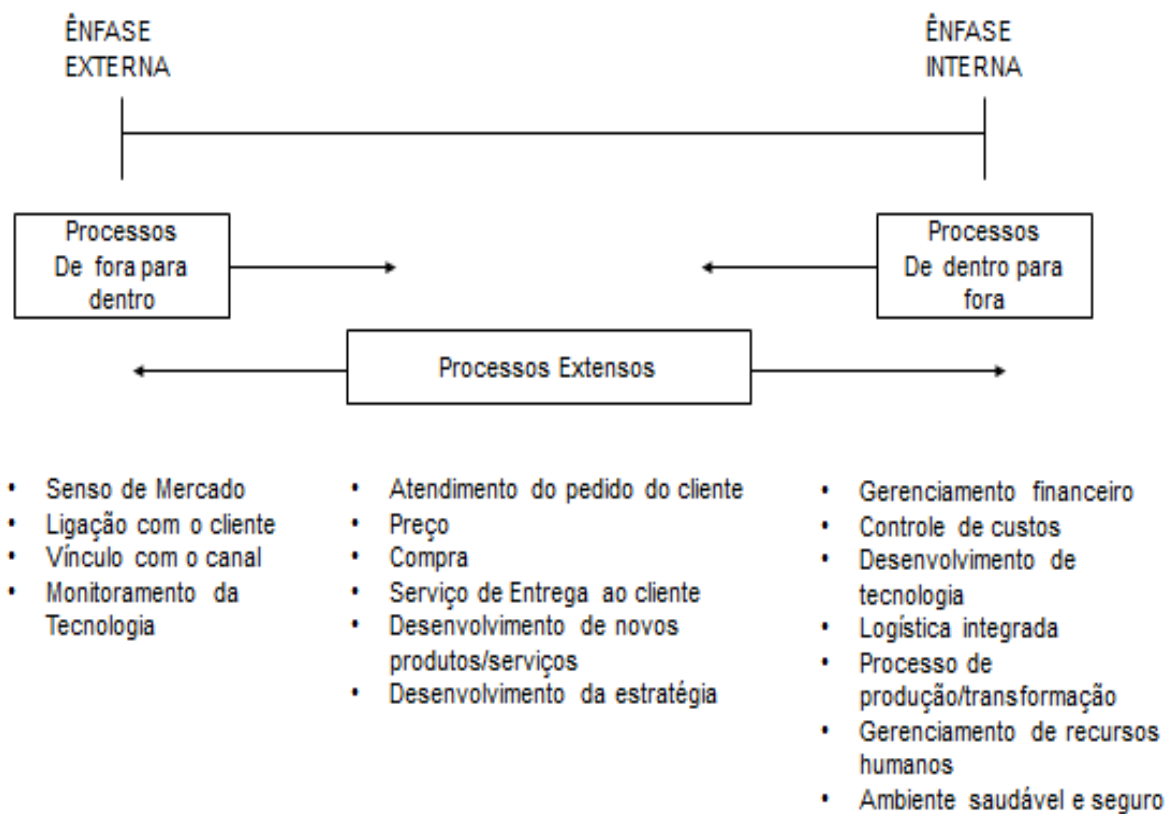 ÊNFASE
EXTERNA
ÊNFASE
INTERNA
Processos
De fora para
dentro
Processos
De dentro para
fora
Processos Extensos
• Senso de Mercado
• Ligação com o cliente
• Vínculo com o canal
• Monitoramento da
Tecnologia
• Atendimento do pedido do cliente
• Preço
• Compra
• Serviço de Entrega ao cliente
• Desenvolvimento de novos
produtos/serviços
• Desenvolvimento da estratégia
• Gerenciamento financeiro
• Controle de custos
• Desenvolvimento de
tecnologia
• Logística integrada
• Processo de
produção/transformação
• Gerenciamento de recursos
humanos
• Ambiente saudável e seguro